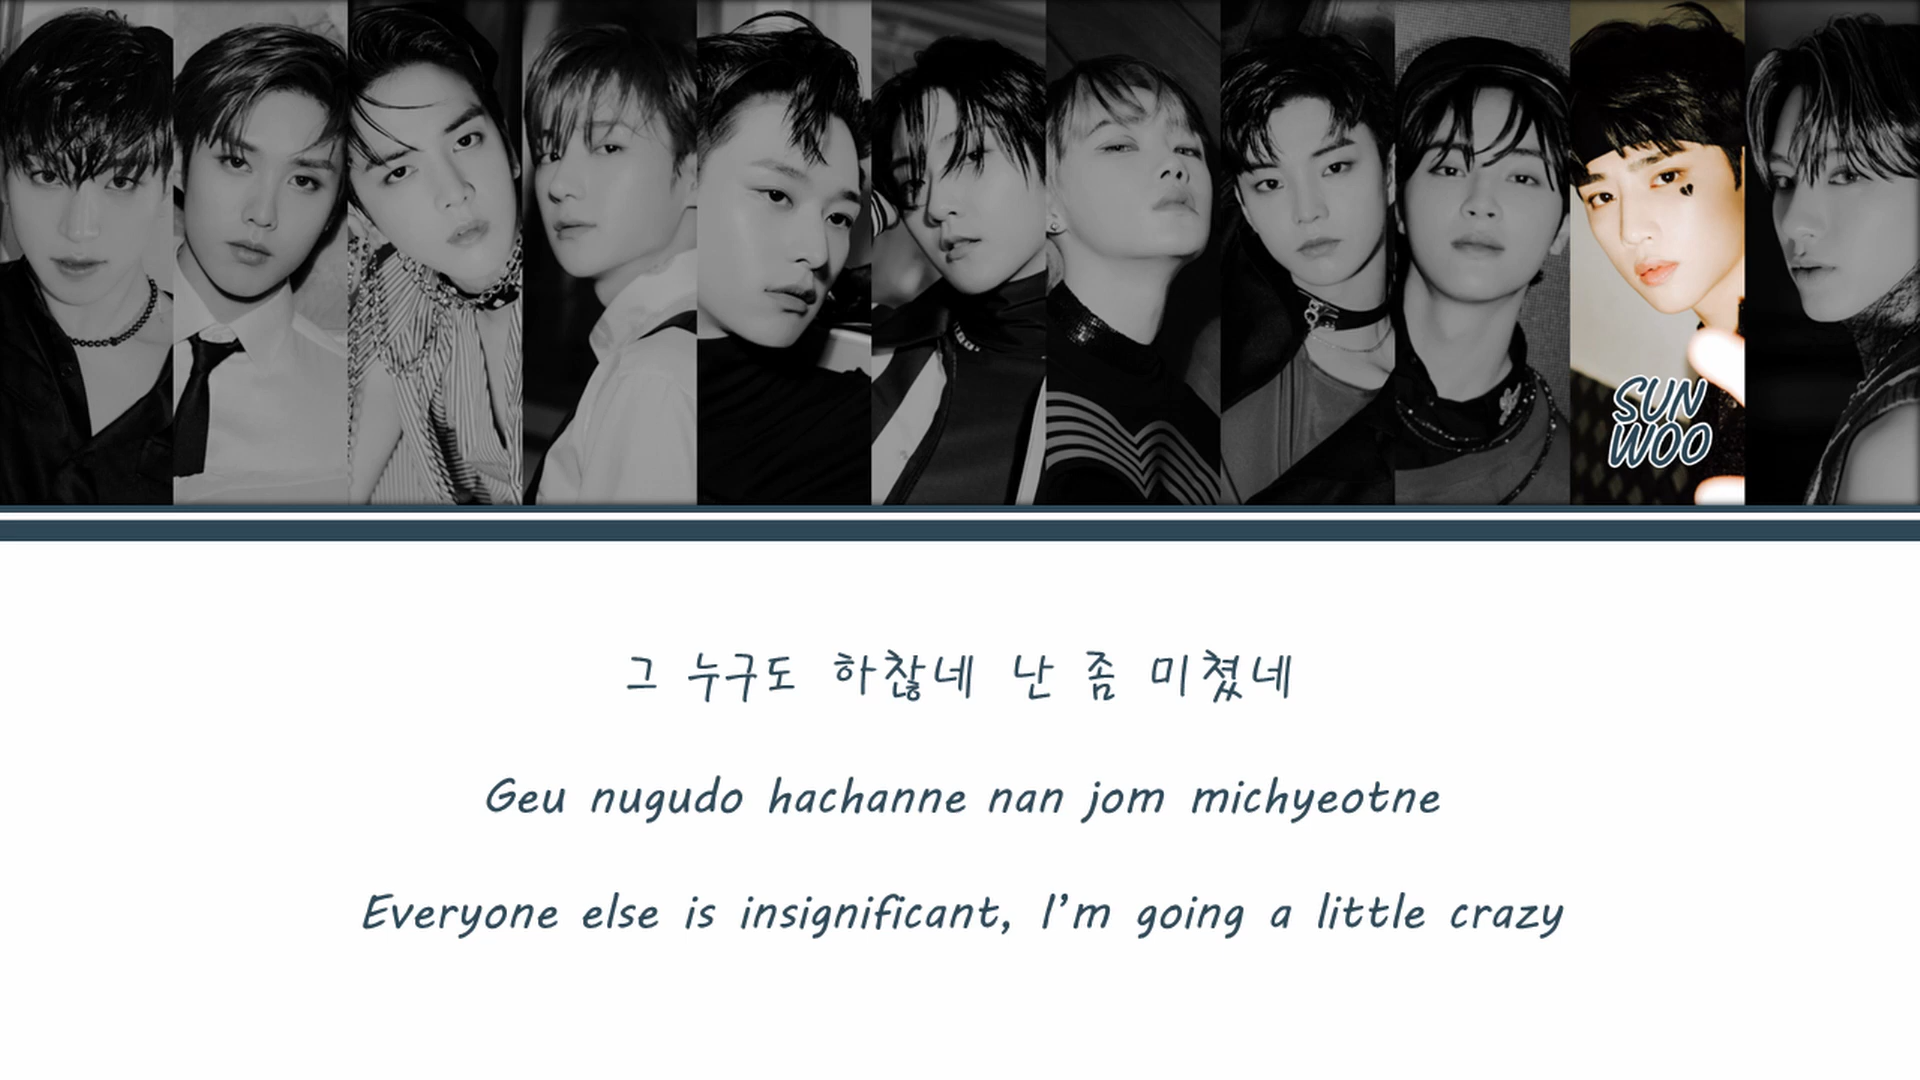 SUN
WOO
그 누구도 하찮네 난 좀 미쳤네
Geu nugudo hachanne nan jom michyeotne
Everyone else is insignificant, I'm going a little crazy